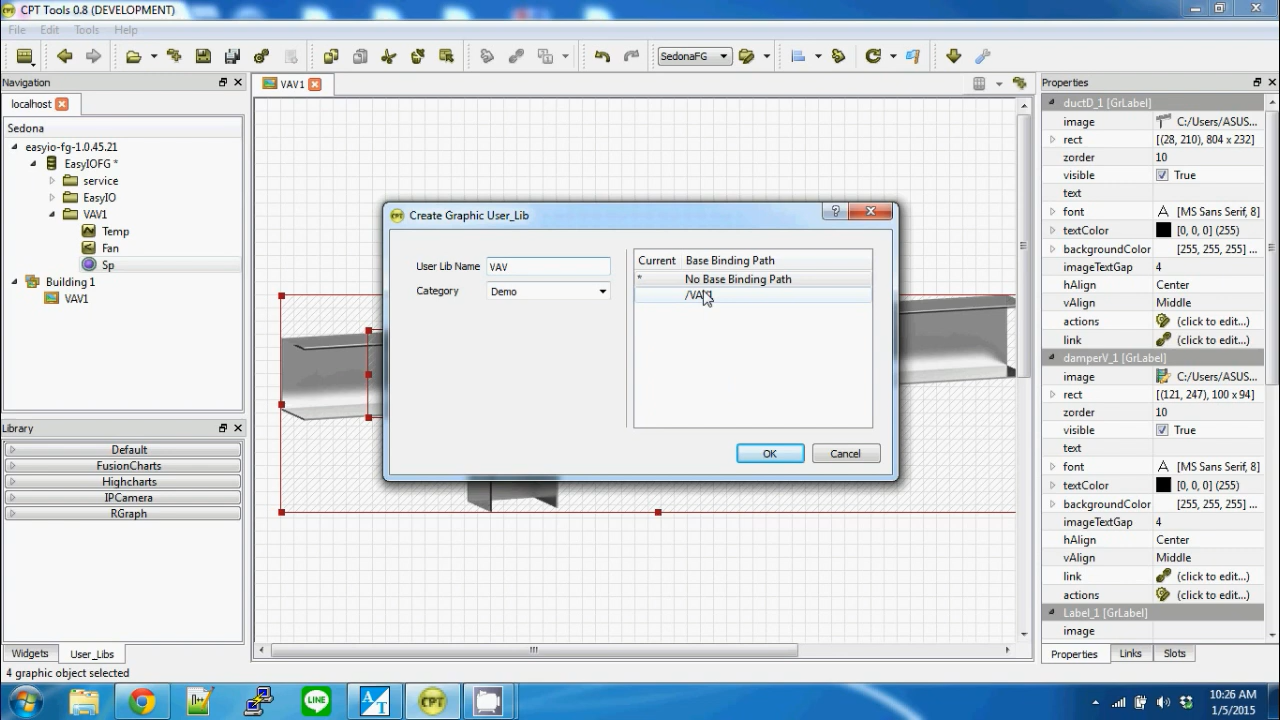 CPT Tools 0.8 (DEVELOPMENT)
File Edit Tools Help
SedonaFG
Navigation
localhost
Sedona
easyio-fg-1.0.45.21
EasyIOFG *
service
EasyIO
VAV1
Temp
Fan
Sp
Building 1
VAV1
Library
Default
FusionCharts
Highcharts
IPCamera
RGraph
Widgets User_Libs
4 graphic object selected
VAV1
CPT Create Graphic User_Lib
User Lib Name VAV
Category Demo
Current Base Binding Path
* No Base Binding Path
OK Cancel
Properties
ductD_1 [GrLabel]
image C:/Users/ASUS...
rect [(28, 210), 804 x 232]
zorder 10
visible True
text
font A [MS Sans Serif, 8]
textColor [0, 0, 0] (255)
backgroundColor [255, 255, 255] ...
imageTextGap 4
hAlign Center
vAlign Middle
actions (click to edit...)
link (click to edit...)
damperV_1 [GrLabel]
image C:/Users/ASUS...
rect [(121, 247), 100 x 94]
zorder 10
visible True
text
font A [MS Sans Serif, 8]
textColor [0, 0, 0] (255)
backgroundColor [255, 255, 255] ...
imageTextGap 4
hAlign Center
vAlign Middle
link (click to edit...)
actions (click to edit...)
Label_1 [GrLabel]
image
Properties Links Slots
LINE
CPT
10:26 AM
1/5/2015